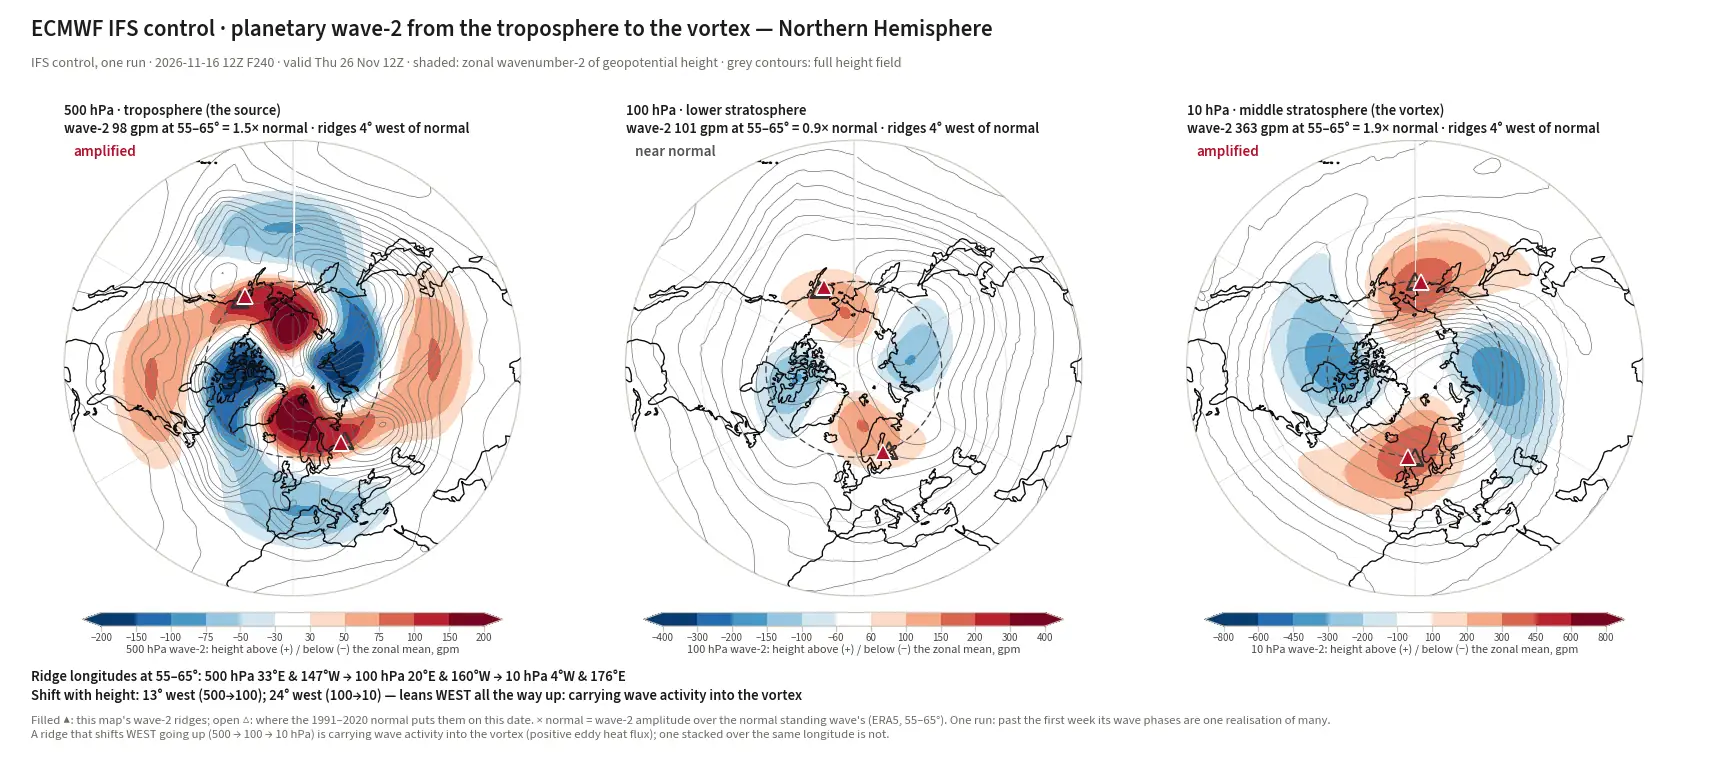 ECMWF IFS control · planetary wave-2 from the troposphere to the vortex — Northern Hemisphere
IFS control, one run · 2026-11-16 12Z F240 · valid Thu 26 Nov 12Z · shaded: zonal wavenumber-2 of geopotential height · grey contours: full height field
500 hPa · troposphere (the source)
wave-2 98 gpm at 55–65° = 1.5× normal · ridges 4° west of normal
amplified
100 hPa · lower stratosphere
wave-2 101 gpm at 55–65° = 0.9× normal · ridges 4° west of normal
near normal
10 hPa · middle stratosphere (the vortex)
wave-2 363 gpm at 55–65° = 1.9× normal · ridges 4° west of normal
amplified
−200 −150 −100 −75 −50 −30 30 50 75 100 150 200
500 hPa wave-2: height above (+) / below (−) the zonal mean, gpm
−400 −300 −200 −150 −100 −60 60 100 150 200 300 400
100 hPa wave-2: height above (+) / below (−) the zonal mean, gpm
−800 −600 −450 −300 −200 −100 100 200 300 450 600 800
10 hPa wave-2: height above (+) / below (−) the zonal mean, gpm
Ridge longitudes at 55–65°: 500 hPa 33°E & 147°W → 100 hPa 20°E & 160°W → 10 hPa 4°W & 176°E
Shift with height: 13° west (500→100); 24° west (100→10) — leans WEST all the way up: carrying wave activity into the vortex
Filled ▲: this map's wave-2 ridges; open △: where the 1991–2020 normal puts them on this date. × normal = wave-2 amplitude over the normal standing wave's (ERA5, 55–65°). One run: past the first week its wave phases are one realisation of many.
A ridge that shifts WEST going up (500 → 100 → 10 hPa) is carrying wave activity into the vortex (positive eddy heat flux); one stacked over the same longitude is not.